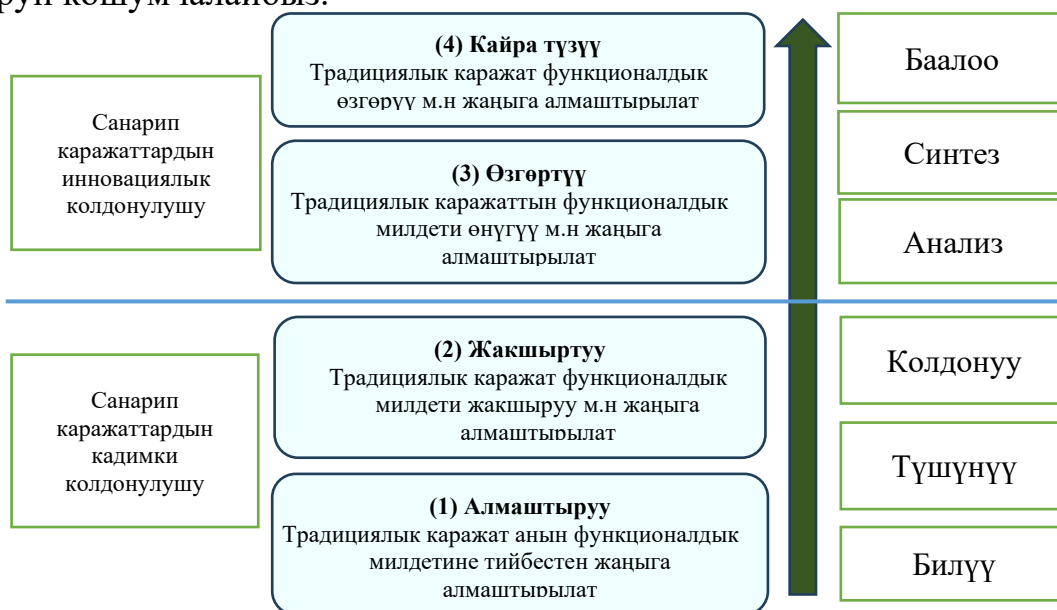 кошумчалайбыз.
(4) Кайра түзүү
Традициялык каражат функционалдык
өзгөрүү м.н жаңыга алмаштырылат
Баалоо
Санарип
каражаттардын
инновациялык
колдонулушу
(3) Өзгөртүү
Традициялык каражаттын функционалдык
милдети өнүгүү м.н жаңыга
алмаштырылат
Синтез
Анализ
(2) Жакшыртуу
Традициялык каражат функционалдык
милдети жакшыруу м.н жаңыга
алмаштырылат
Колдонуу
Санарип
каражаттардын
кадимки
колдонулушу
Түшүнүү
(1) Алмаштыруу
Традициялык каражат анын функционалдык
милдетине тийбестен жаңыга
алмаштырылат
Билүү